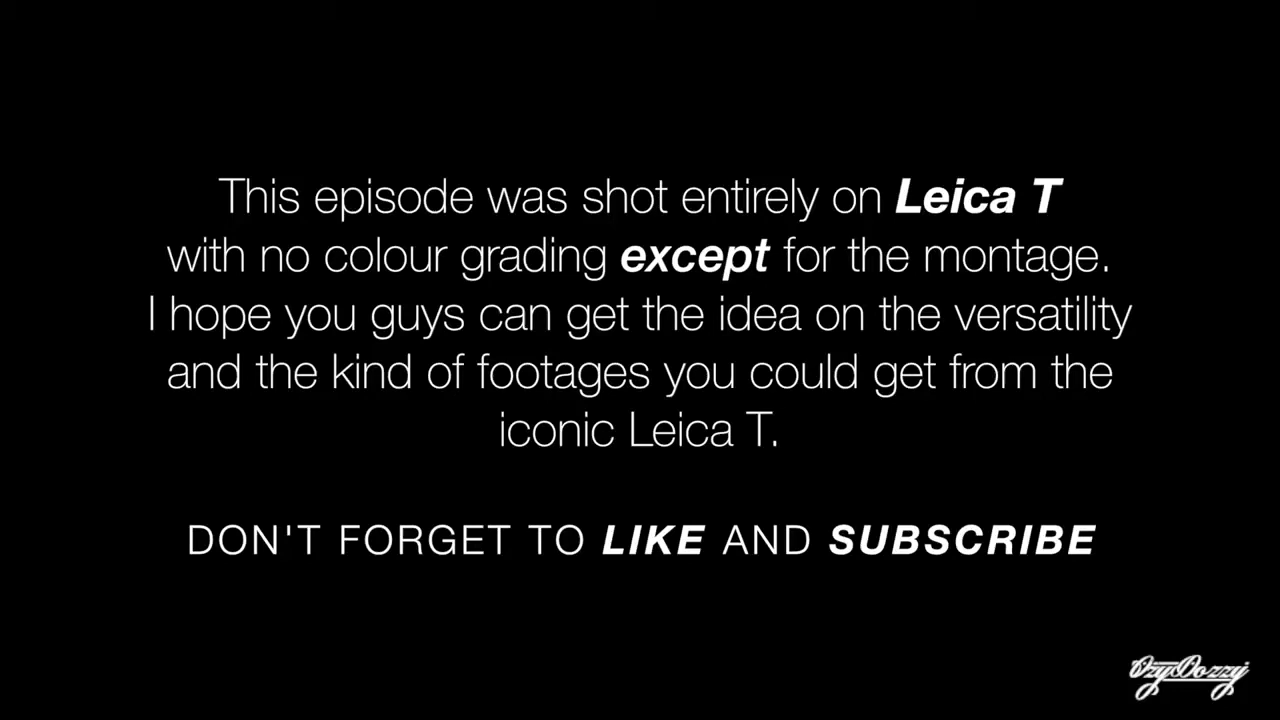 This episode was shot entirely on Leica T
with no colour grading except for the montage.
I hope you guys can get the idea on the versatility
and the kind of footages you could get from the
iconic Leica T.
DON'T FORGET TO LIKE AND SUBSCRIBE
OzyDozzy